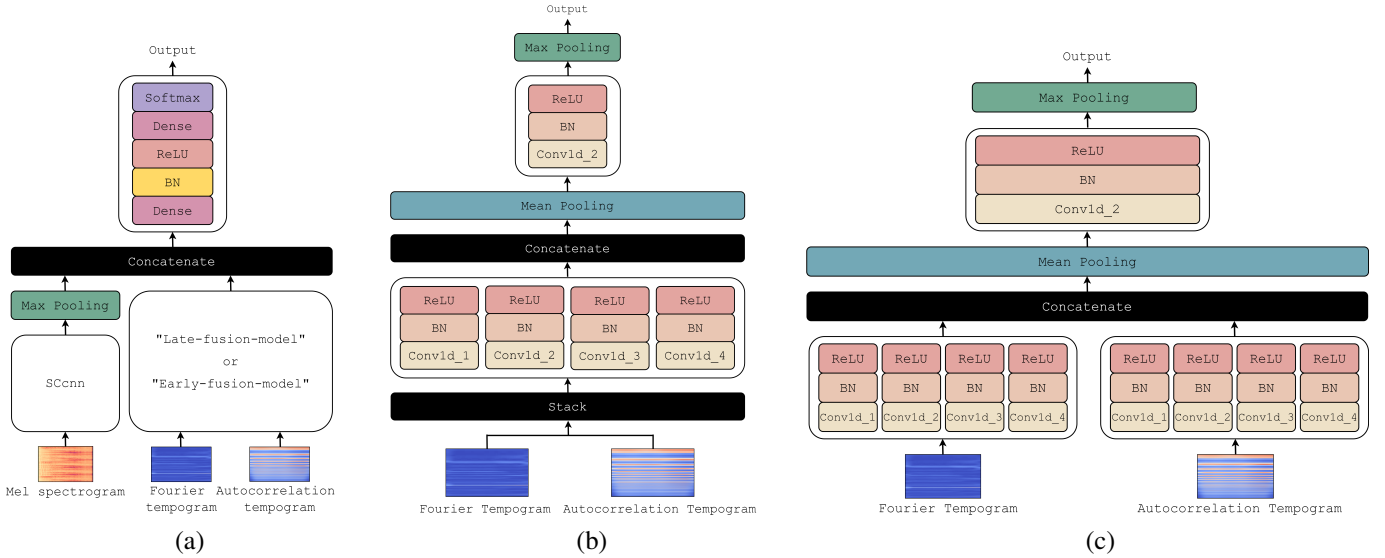 Output
Softmax
Dense
ReLU
BN
Dense
Concatenate
Max Pooling
SCcnn
"Late-fusion-model"
or
"Early-fusion-model"
Mel spectrogram
Fourier
tempogram
Autocorrelation
tempogram
(a)
Output
Max Pooling
ReLU
BN
Conv1d_2
Mean Pooling
Concatenate
ReLU ReLU ReLU ReLU
BN BN BN BN
Conv1d_1 Conv1d_2 Conv1d_3 Conv1d_4
Stack
Fourier Tempogram Autocorrelation Tempogram
(b)
Output
Max Pooling
ReLU
BN
Conv1d_2
Mean Pooling
Concatenate
ReLU ReLU ReLU ReLU ReLU ReLU ReLU ReLU
BN BN BN BN BN BN BN BN
Conv1d_1 Conv1d_2 Conv1d_3 Conv1d_4 Conv1d_1 Conv1d_2 Conv1d_3 Conv1d_4
Fourier Tempogram Autocorrelation Tempogram
(c)